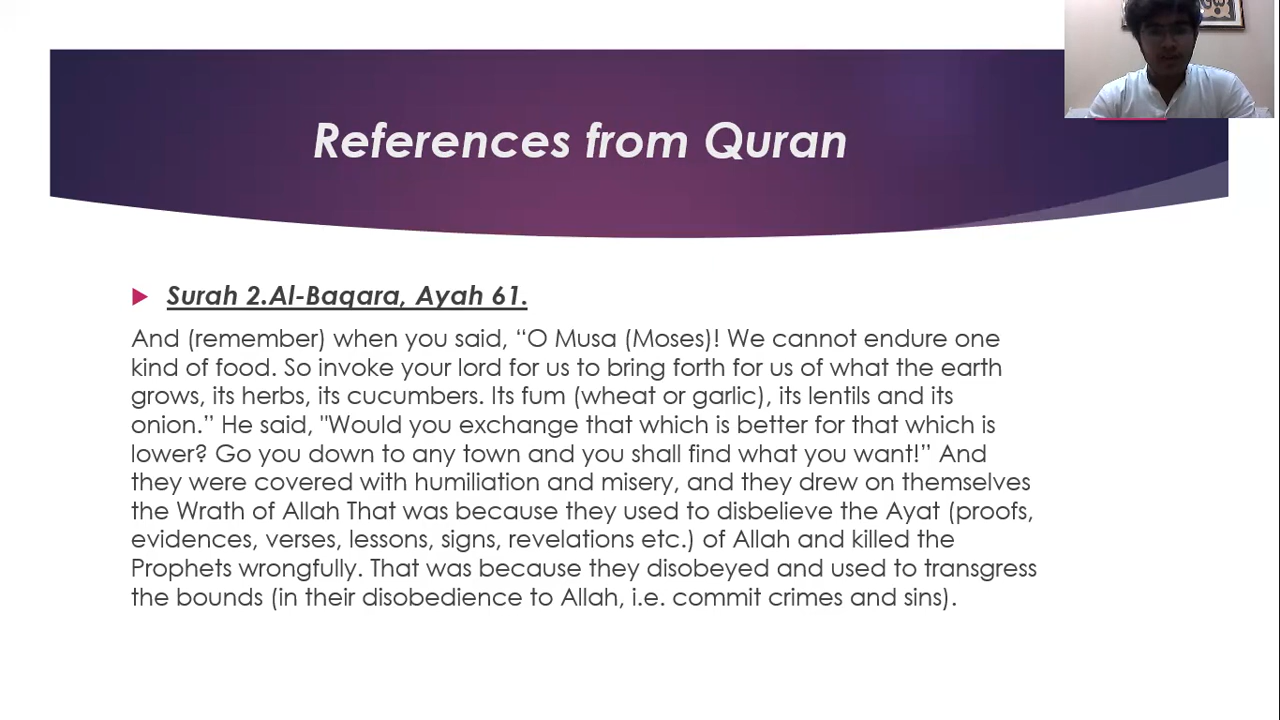 References from Quran
Surah 2.Al-Baqara, Ayah 61.
And (remember) when you said, “O Musa (Moses)! We cannot endure one
kind of food. So invoke your lord for us to bring forth for us of what the earth
grows, its herbs, its cucumbers. Its fum (wheat or garlic), its lentils and its
onion.” He said, "Would you exchange that which is better for that which is
lower? Go you down to any town and you shall find what you want!” And
they were covered with humiliation and misery, and they drew on themselves
the Wrath of Allah That was because they used to disbelieve the Ayat (proofs,
evidences, verses, lessons, signs, revelations etc.) of Allah and killed the
Prophets wrongfully. That was because they disobeyed and used to transgress
the bounds (in their disobedience to Allah, i.e. commit crimes and sins).